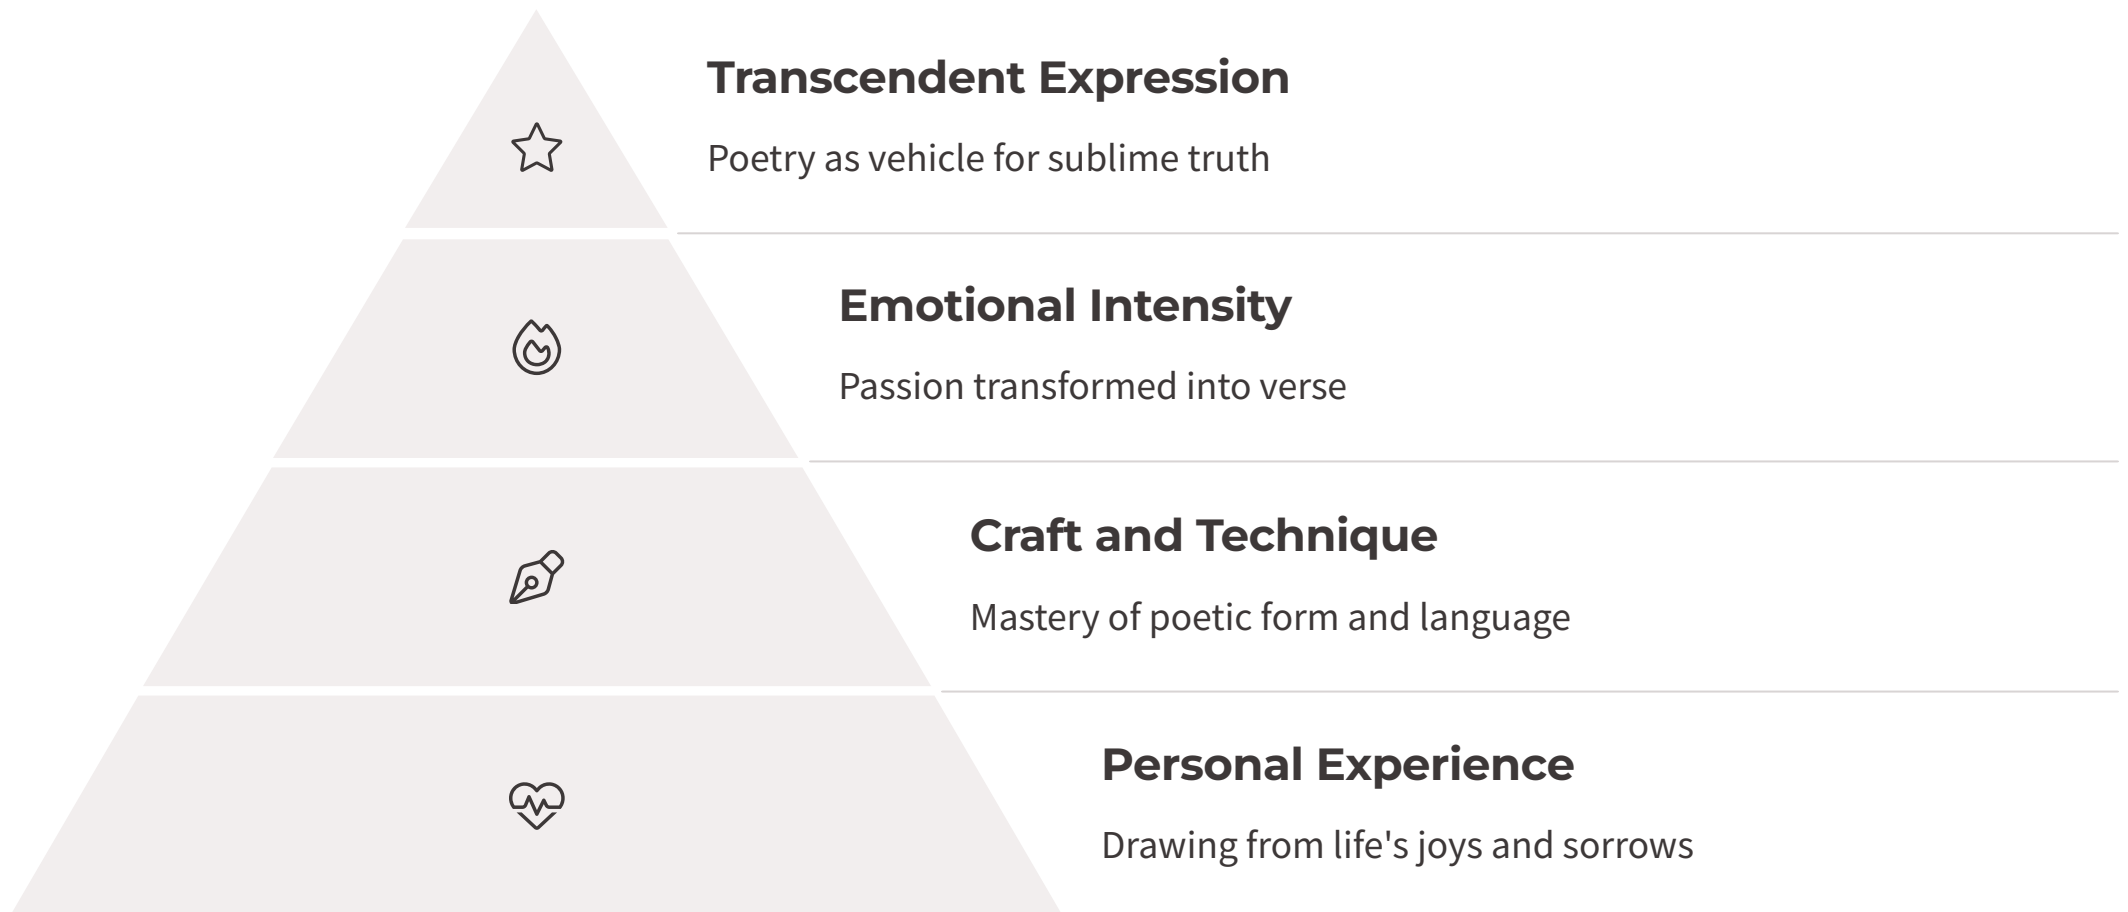 Transcendent Expression
Poetry as vehicle for sublime truth
Emotional Intensity
Passion transformed into verse
Craft and Technique
Mastery of poetic form and language
Personal Experience
Drawing from life's joys and sorrows